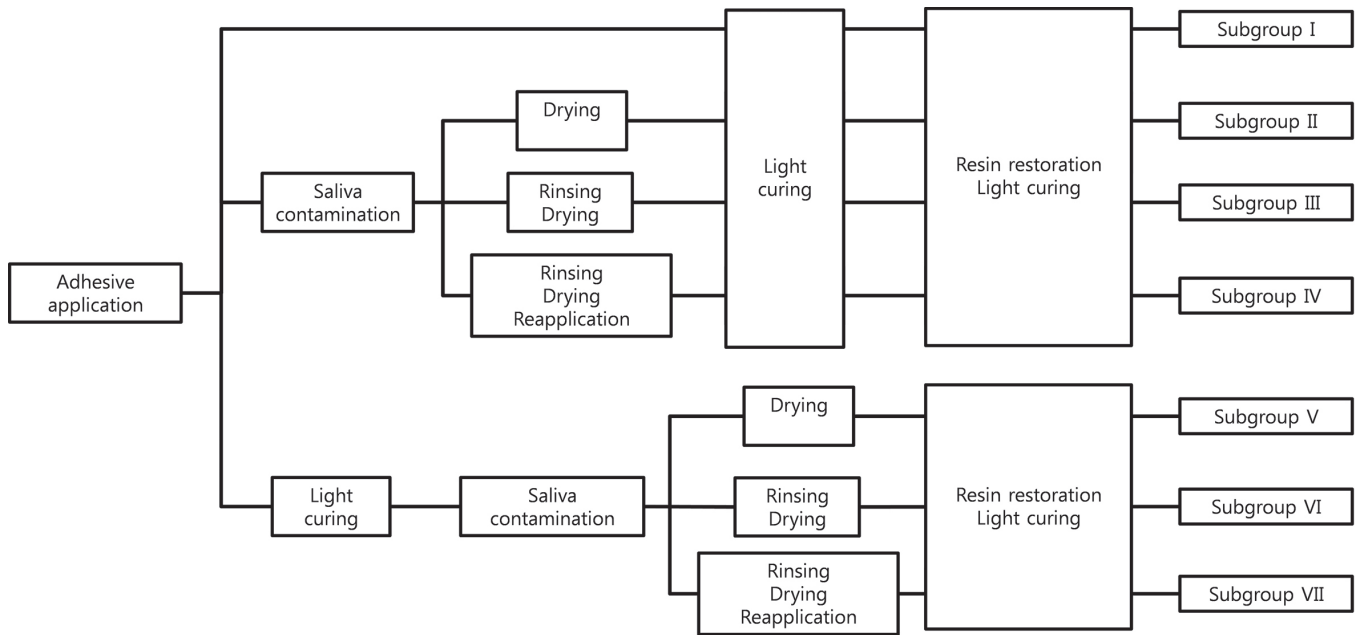 Adhesive
application
Saliva
contamination
Drying
Rinsing
Drying
Rinsing
Drying
Reapplication
Light
curing
Resin restoration
Light curing
Subgroup Ⅰ
Subgroup Ⅱ
Subgroup Ⅲ
Subgroup Ⅳ
Light
curing
Saliva
contamination
Drying
Rinsing
Drying
Rinsing
Drying
Reapplication
Resin restoration
Light curing
Subgroup Ⅴ
Subgroup Ⅵ
Subgroup Ⅶ